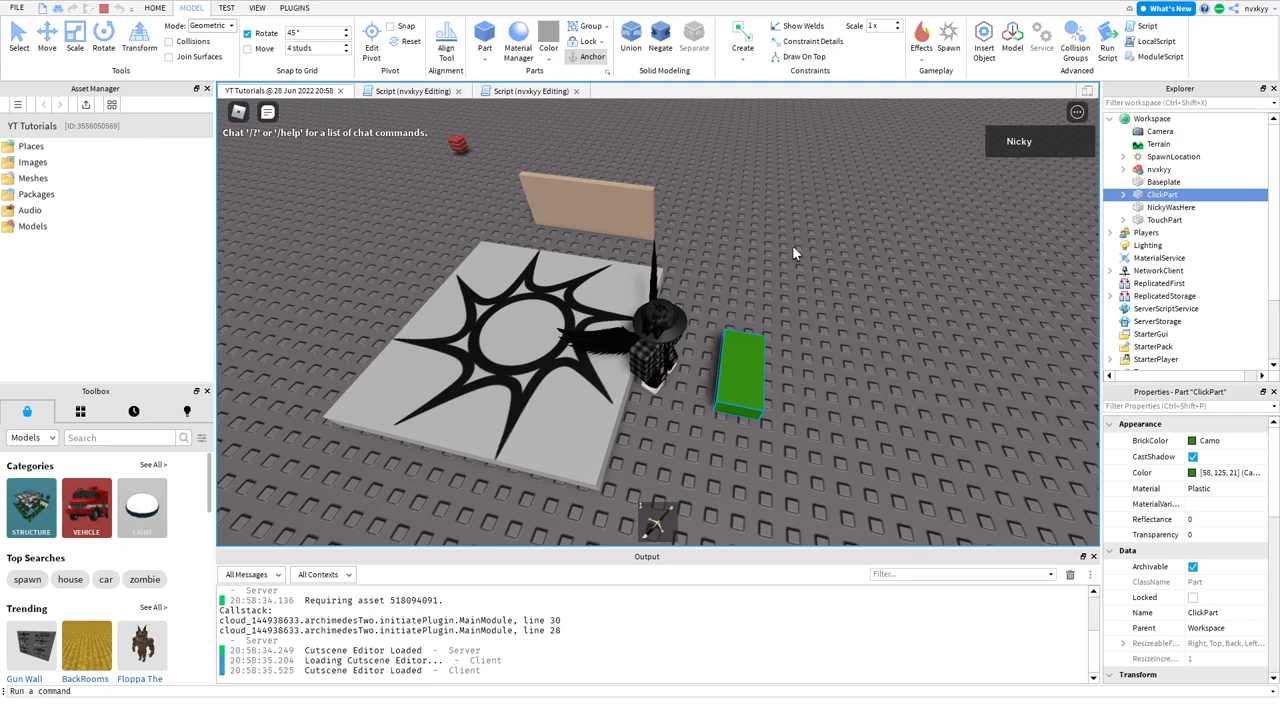 FILE HOME MODEL TEST VIEW PLUGINS What's New nvxkyy
Select Move Scale Rotate Transform Mode: Geometric Collisions Join Surfaces Tools
Rotate 45° Move 4 studs Snap to Grid
Edit Pivot Snap Reset Pivot
Align Tool Alignment
Part Material Manager Color Group Lock Anchor Parts
Union Negate Separate Solid Modeling
Create Show Welds Constraint Details Draw On Top Scale 1 x Constraints
Effects Spawn Gameplay
Insert Object Model Service Collision Groups Run Script Script LocalScript ModuleScript Advanced
Asset Manager
YT Tutorials [ID: 3556050569]
Places
Images
Meshes
Packages
Audio
Models
Toolbox
Models Search
Categories See All >
STRUCTURE VEHICLE LIGHT
Top Searches See All >
spawn house car zombie
Trending See All >
Gun Wall BackRooms Floppa The
YT Tutorials @ 28 Jun 2022 20:58 Script (nvxkyy Editing) Script (nvxkyy Editing)
Chat '/?' or '/help' for a list of chat commands.
Nicky
1
Output
All Messages All Contexts Filter...
- Server
20:58:34.136 Requiring asset 518094091.
Callstack:
cloud_144938633.archimedesTwo.initiatePlugin.MainModule, line 30
cloud_144938633.archimedesTwo.initiatePlugin.MainModule, line 28
- Server
20:58:34.249 Cutscene Editor Loaded - Server
20:58:35.204 Loading Cutscene Editor... - Client
20:58:35.525 Cutscene Editor Loaded - Client
Run a command
Explorer
Filter workspace (Ctrl+Shift+X)
Workspace
Camera
Terrain
SpawnLocation
nvxkyy
Baseplate
ClickPart
NickyWasHere
TouchPart
Players
Lighting
MaterialService
NetworkClient
ReplicatedFirst
ReplicatedStorage
ServerScriptService
ServerStorage
StarterGui
StarterPack
StarterPlayer
Properties - Part "ClickPart"
Filter Properties (Ctrl+Shift+P)
Appearance
BrickColor Camo
CastShadow
Color [58, 125, 21] (Ca...
Material Plastic
MaterialVari...
Reflectance 0
Transparency 0
Data
Archivable
ClassName Part
Locked
Name ClickPart
Parent Workspace
ResizeableF... Right, Top, Back, Left...
ResizeIncre... 1
Transform